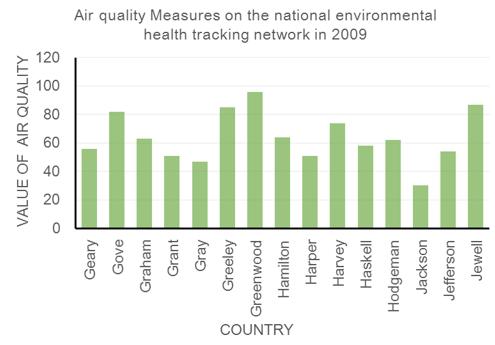 Air quality Measures on the national environmental
health tracking network in 2009
VALUE OF AIR QUALITY
120
100
80
60
40
20
0
Geary
Gove
Graham
Grant
Gray
Greeley
Greenwood
Hamilton
Harper
Harvey
Haskell
Hodgeman
Jackson
Jefferson
Jewell
COUNTRY